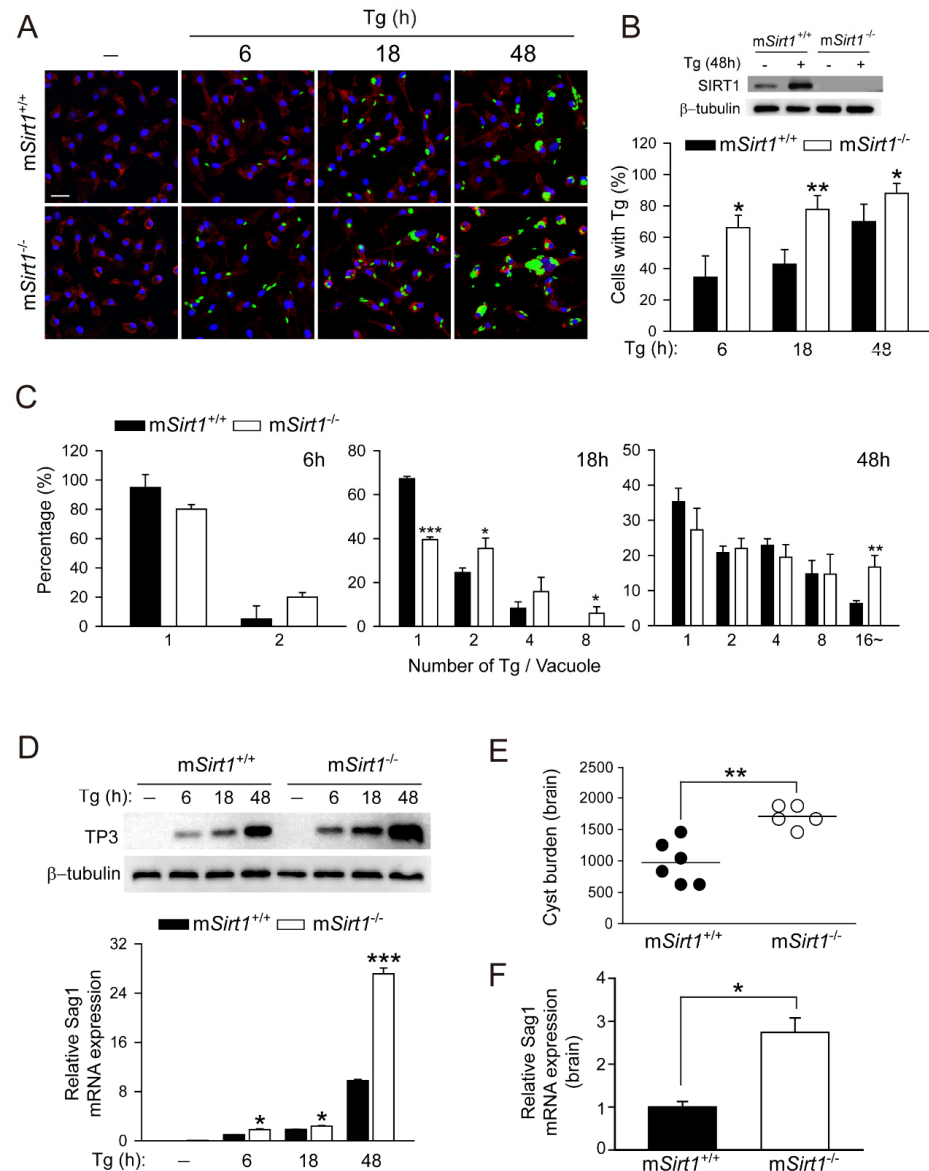 A
Tg (h)
– 6 18 48
mSirt1+/+
mSirt1-/-
B
mSirt1+/+ mSirt1-/-
Tg (48h) - + - +
SIRT1
β–tubulin
mSirt1+/+ mSirt1-/-
Cells with Tg (%)
100
80
60
40
20
0
* ** *
Tg (h): 6 18 48
C
mSirt1+/+ mSirt1-/-
Percentage (%)
6h
120
100
80
60
40
20
0
1 2
18h
80
60
40
20
0
*** * *
1 2 4 8
48h
50
40
30
20
10
0
**
1 2 4 8 16~
Number of Tg / Vacuole
D
mSirt1+/+ mSirt1-/-
Tg (h): – 6 18 48 – 6 18 48
TP3
β–tubulin
mSirt1+/+ mSirt1-/-
Relative Sag1
mRNA expression
32
24
16
8
0
* * ***
Tg (h): – 6 18 48
E
Cyst burden (brain)
2500
2000
1500
1000
500
0
**
mSirt1+/+ mSirt1-/-
F
Relative Sag1
mRNA expression
(brain)
4
3
2
1
0
*
mSirt1+/+ mSirt1-/-